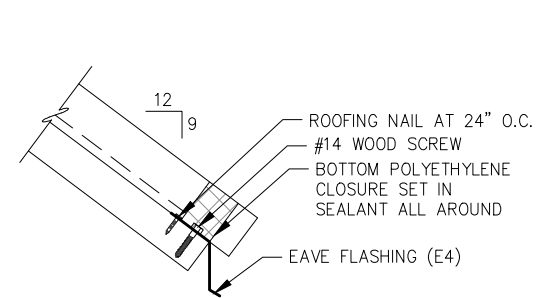 12
9
ROOFING NAIL AT 24" O.C.
#14 WOOD SCREW
BOTTOM POLYETHYLENE
CLOSURE SET IN
SEALANT ALL AROUND
EAVE FLASHING (E4)